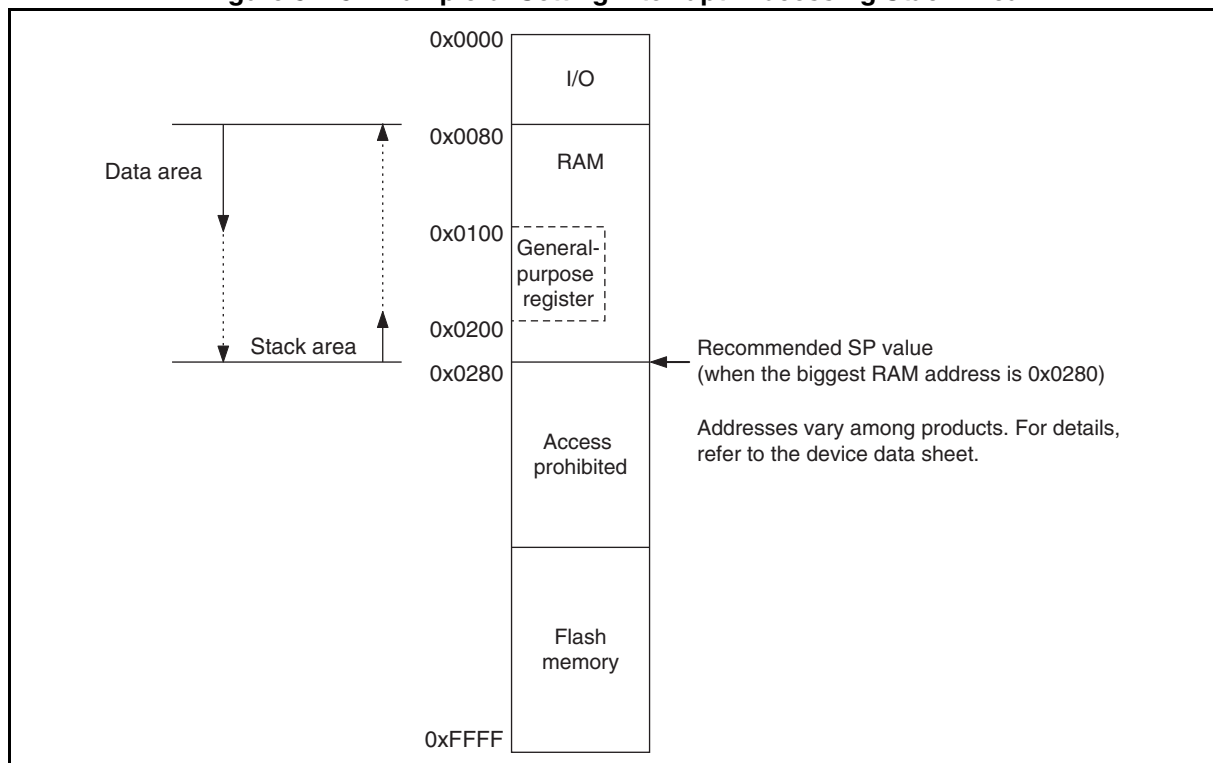 0x0000
I/O
0x0080
RAM
Data area
0x0100
General-
purpose
register
0x0200
Stack area
0x0280
Recommended SP value
(when the biggest RAM address is 0x0280)
Addresses vary among products. For details,
refer to the device data sheet.
Access
prohibited
Flash
memory
0xFFFF